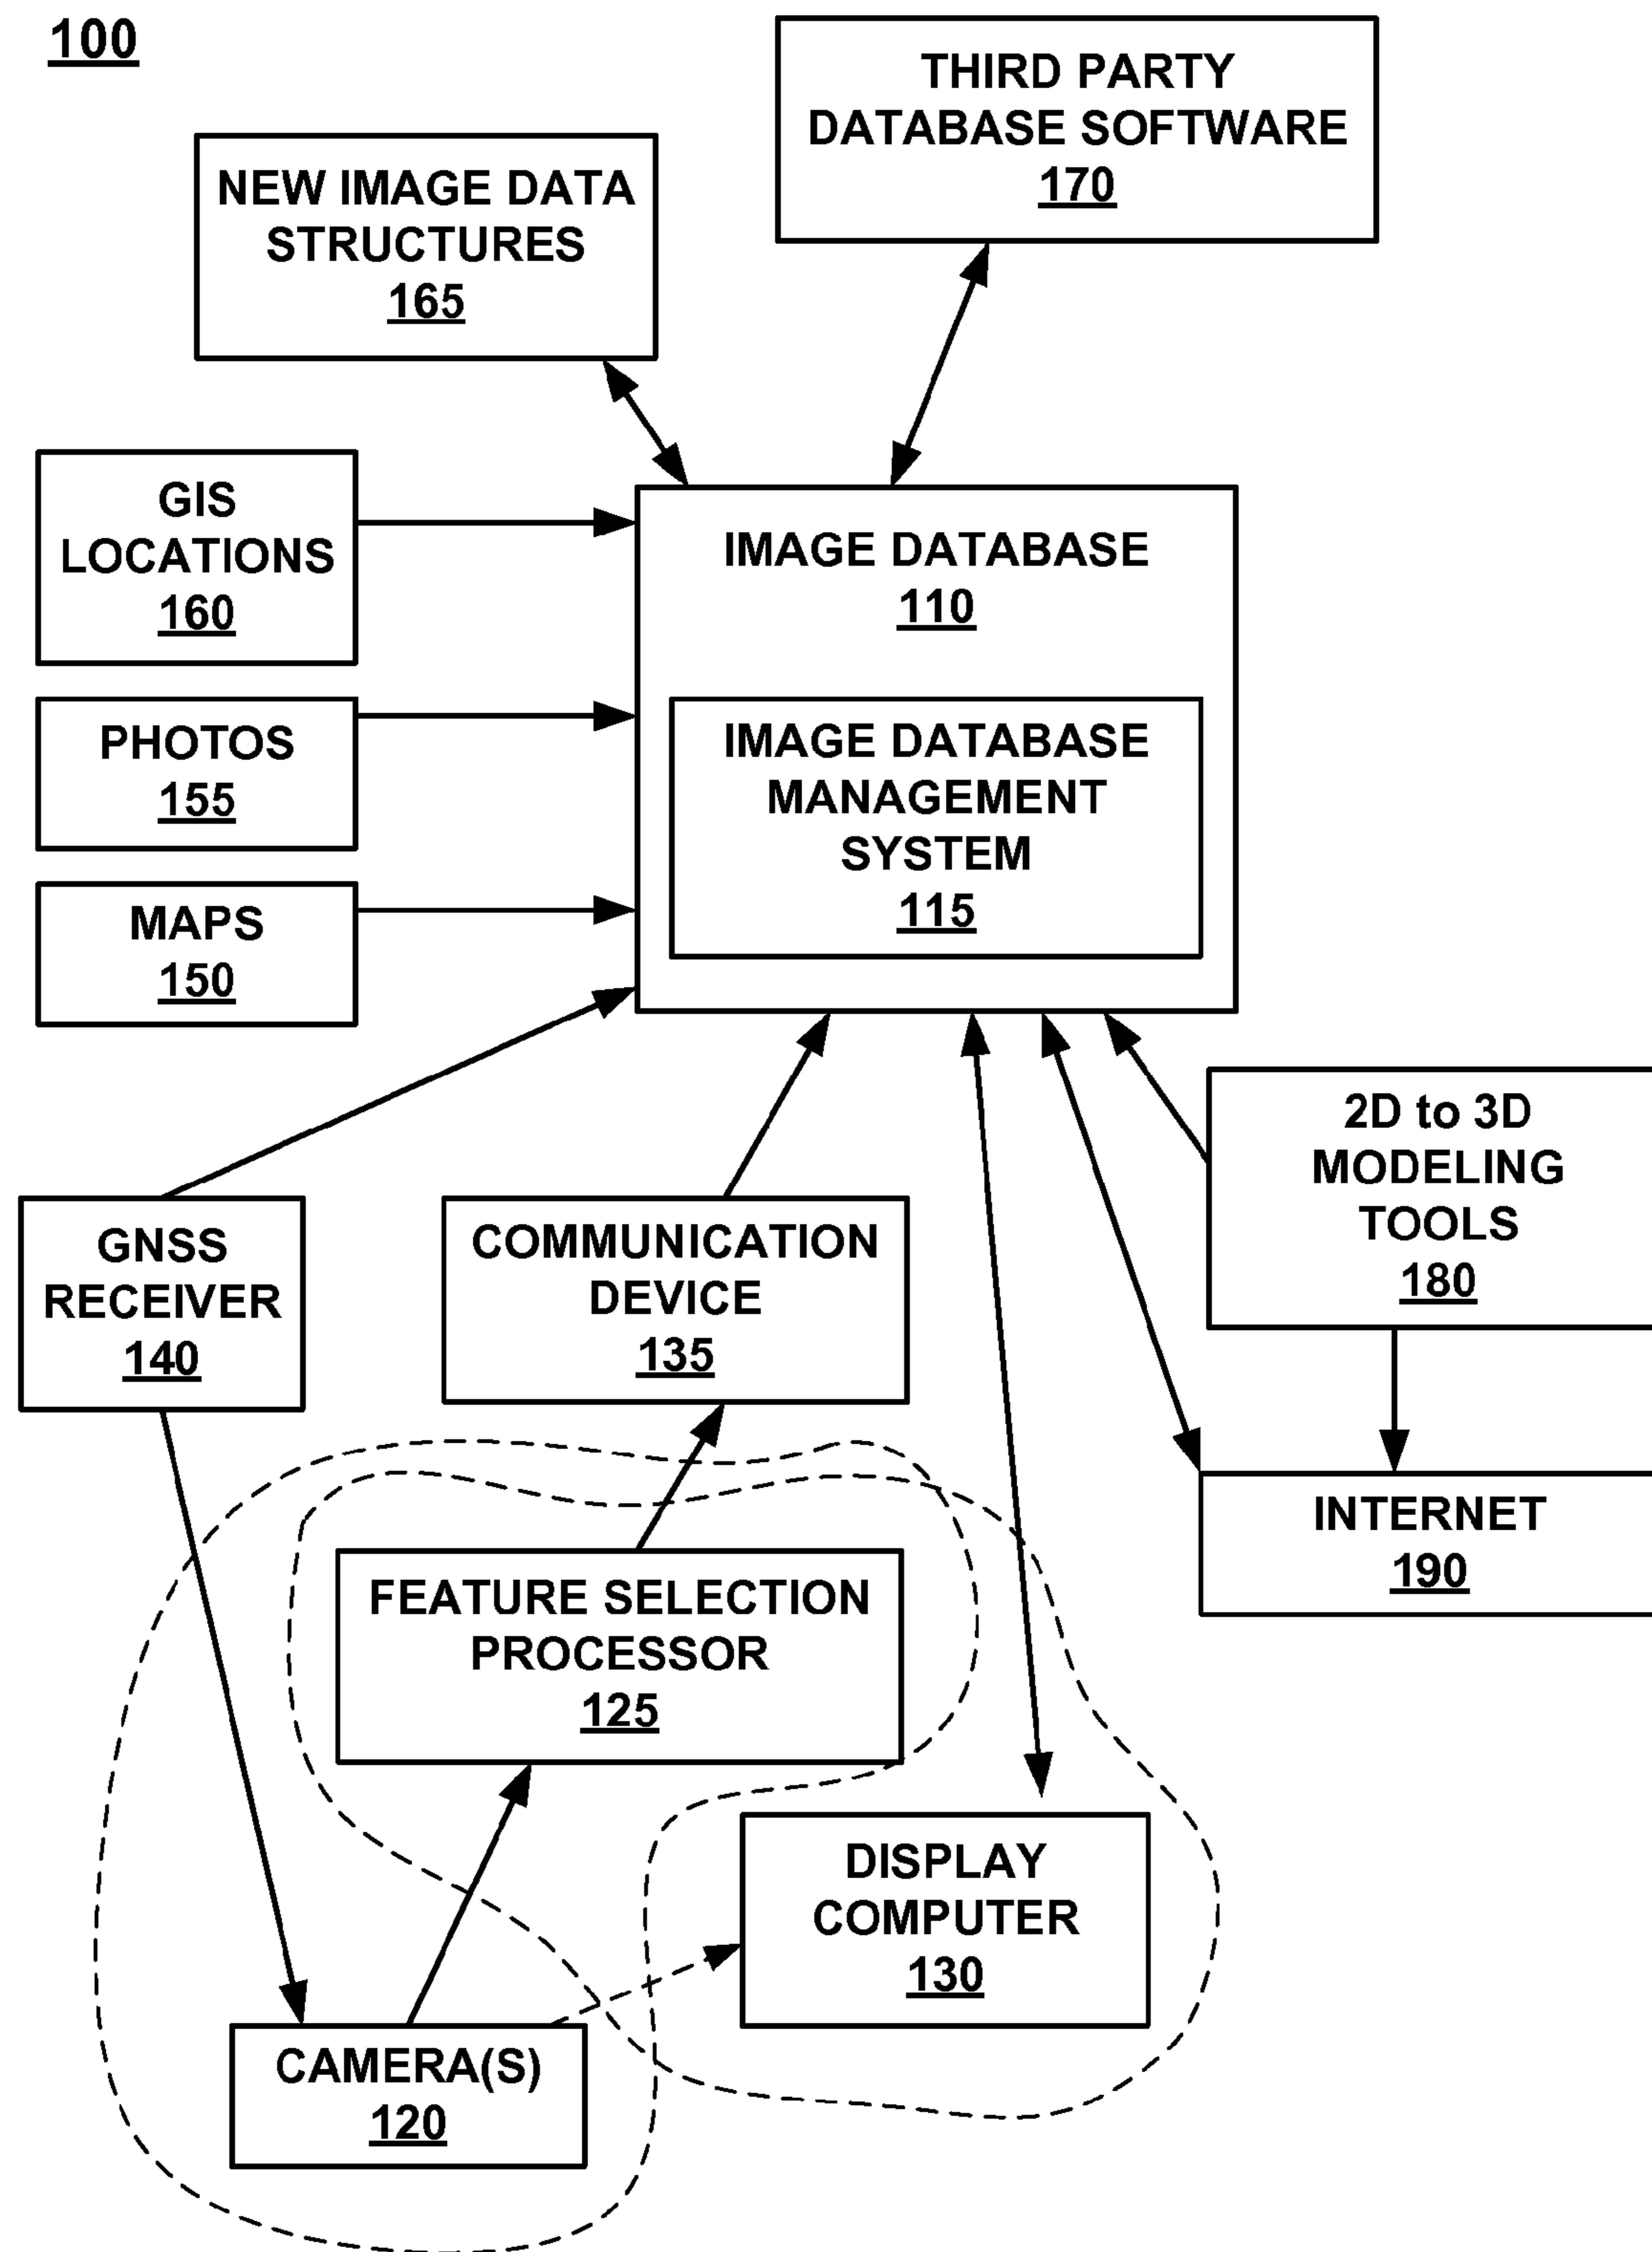 100
THIRD PARTY
DATABASE SOFTWARE
170
NEW IMAGE DATA
STRUCTURES
165
GIS
LOCATIONS
160
IMAGE DATABASE
110
PHOTOS
155
IMAGE DATABASE
MANAGEMENT
SYSTEM
115
MAPS
150
2D to 3D
MODELING
TOOLS
180
GNSS
RECEIVER
140
COMMUNICATION
DEVICE
135
INTERNET
190
FEATURE SELECTION
PROCESSOR
125
DISPLAY
COMPUTER
130
CAMERA(S)
120